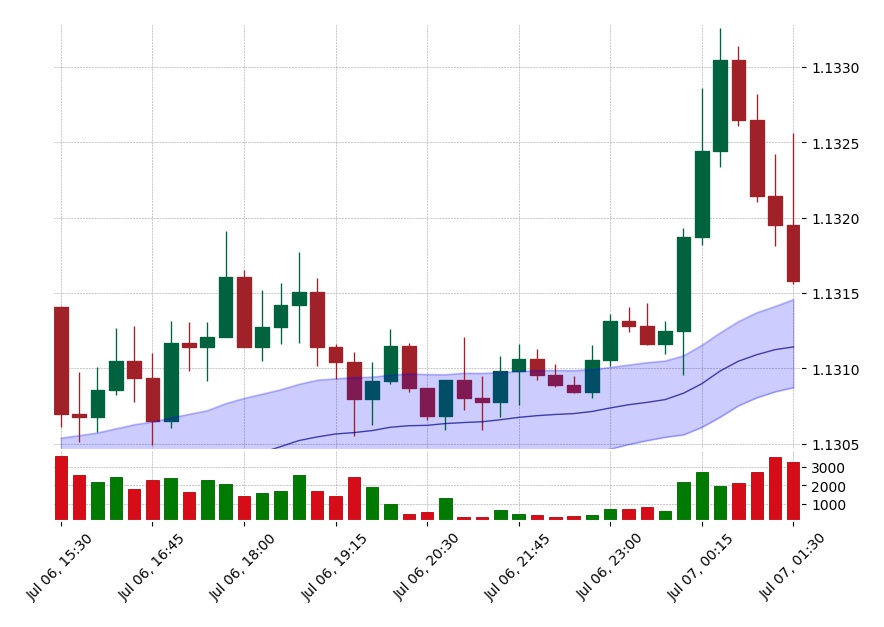 1.1330
1.1325
1.1320
1.1315
1.1310
1.1305
3000
2000
1000
Jul 06, 15:30
Jul 06, 16:45
Jul 06, 18:00
Jul 06, 19:15
Jul 06, 20:30
Jul 06, 21:45
Jul 06, 23:00
Jul 07, 00:15
Jul 07, 01:30